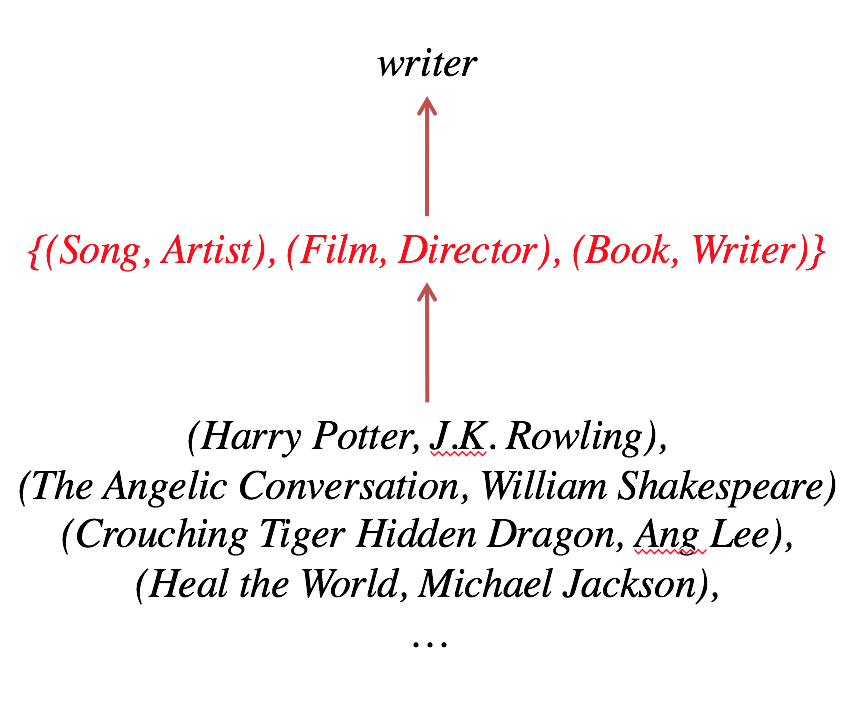 writer
{(Song, Artist), (Film, Director), (Book, Writer)}
(Harry Potter, J.K. Rowling),
(The Angelic Conversation, William Shakespeare)
(Crouching Tiger Hidden Dragon, Ang Lee),
(Heal the World, Michael Jackson),
…